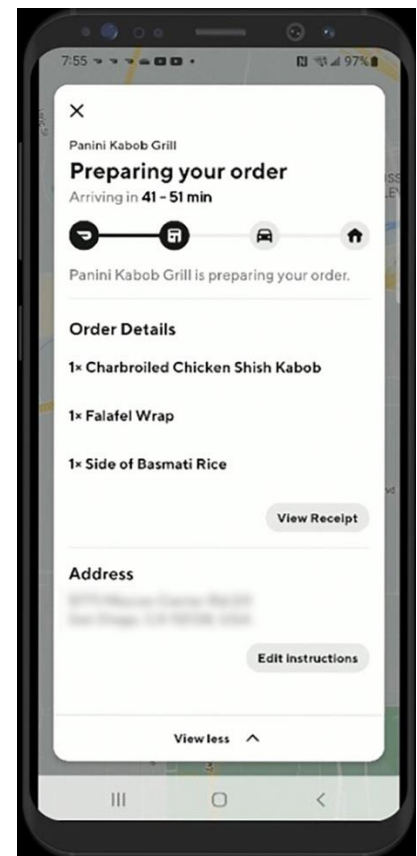 7:55
97%
Panini Kabob Grill
Preparing your order
Arriving in 41 - 51 min
Panini Kabob Grill is preparing your order.
Order Details
1× Charbroiled Chicken Shish Kabob
1× Falafel Wrap
1× Side of Basmati Rice
View Receipt
Address
Edit Instructions
View less